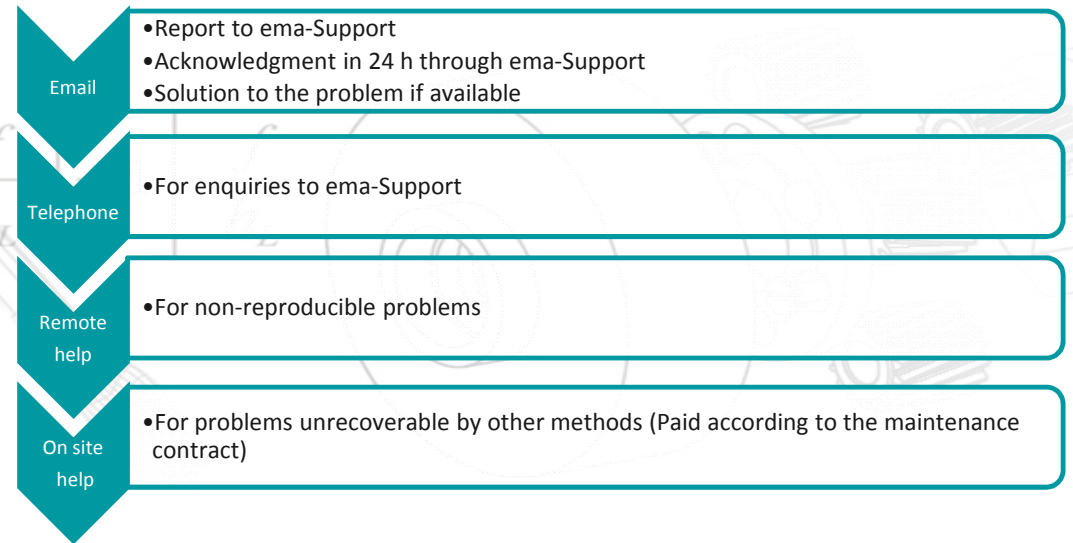 Email
•Report to ema-Support
•Acknowledgment in 24 h through ema-Support
•Solution to the problem if available
Telephone
•For enquiries to ema-Support
Remote
help
•For non-reproducible problems
On site
help
•For problems unrecoverable by other methods (Paid according to the maintenance
contract)